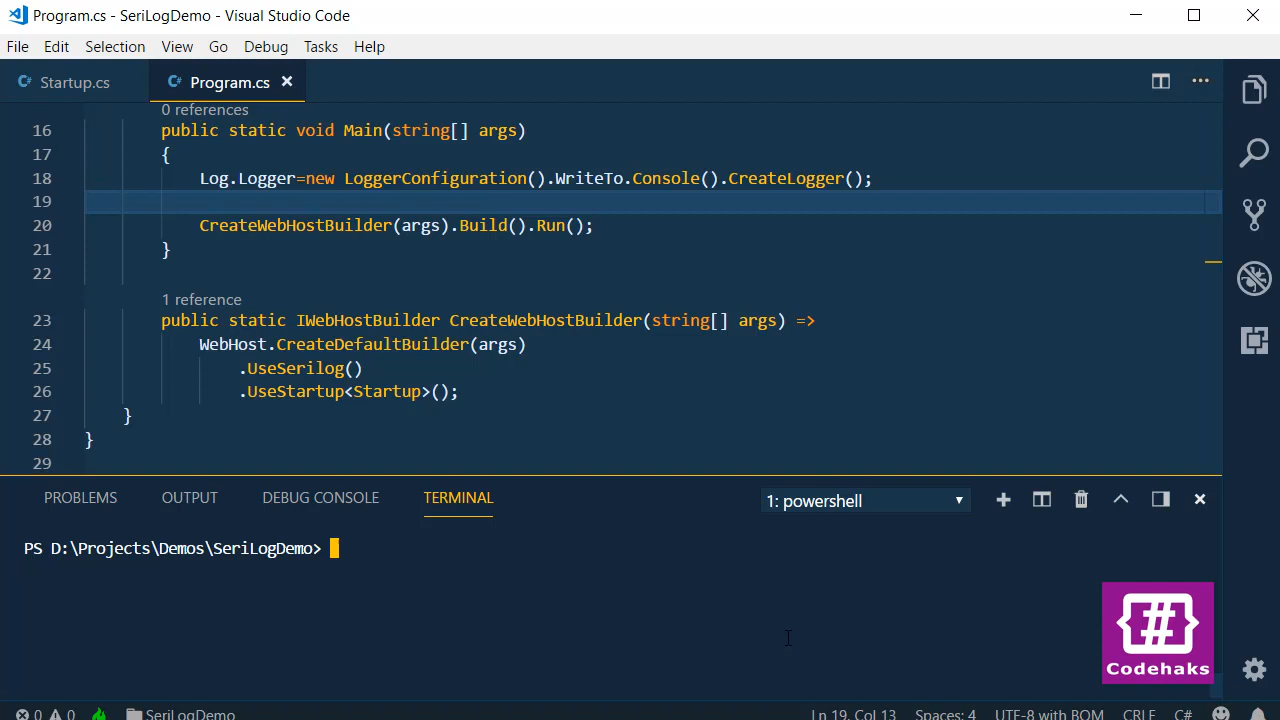 Program.cs - SeriLogDemo - Visual Studio Code
File Edit Selection View Go Debug Tasks Help
C# Startup.cs C# Program.cs
0 references
16 public static void Main(string[] args)
17 {
18 Log.Logger=new LoggerConfiguration().WriteTo.Console().CreateLogger();
19
20 CreateWebHostBuilder(args).Build().Run();
21 }
22
1 reference
23 public static IWebHostBuilder CreateWebHostBuilder(string[] args) =>
24 WebHost.CreateDefaultBuilder(args)
25 .UseSerilog()
26 .UseStartup<Startup>();
27 }
28 }
29
PROBLEMS OUTPUT DEBUG CONSOLE TERMINAL 1: powershell
PS D:\Projects\Demos\SeriLogDemo>
{#}
Codehaks
0 0 SeriLogDemo Ln 19, Col 13 Spaces: 4 UTF-8 with BOM CRLF C#